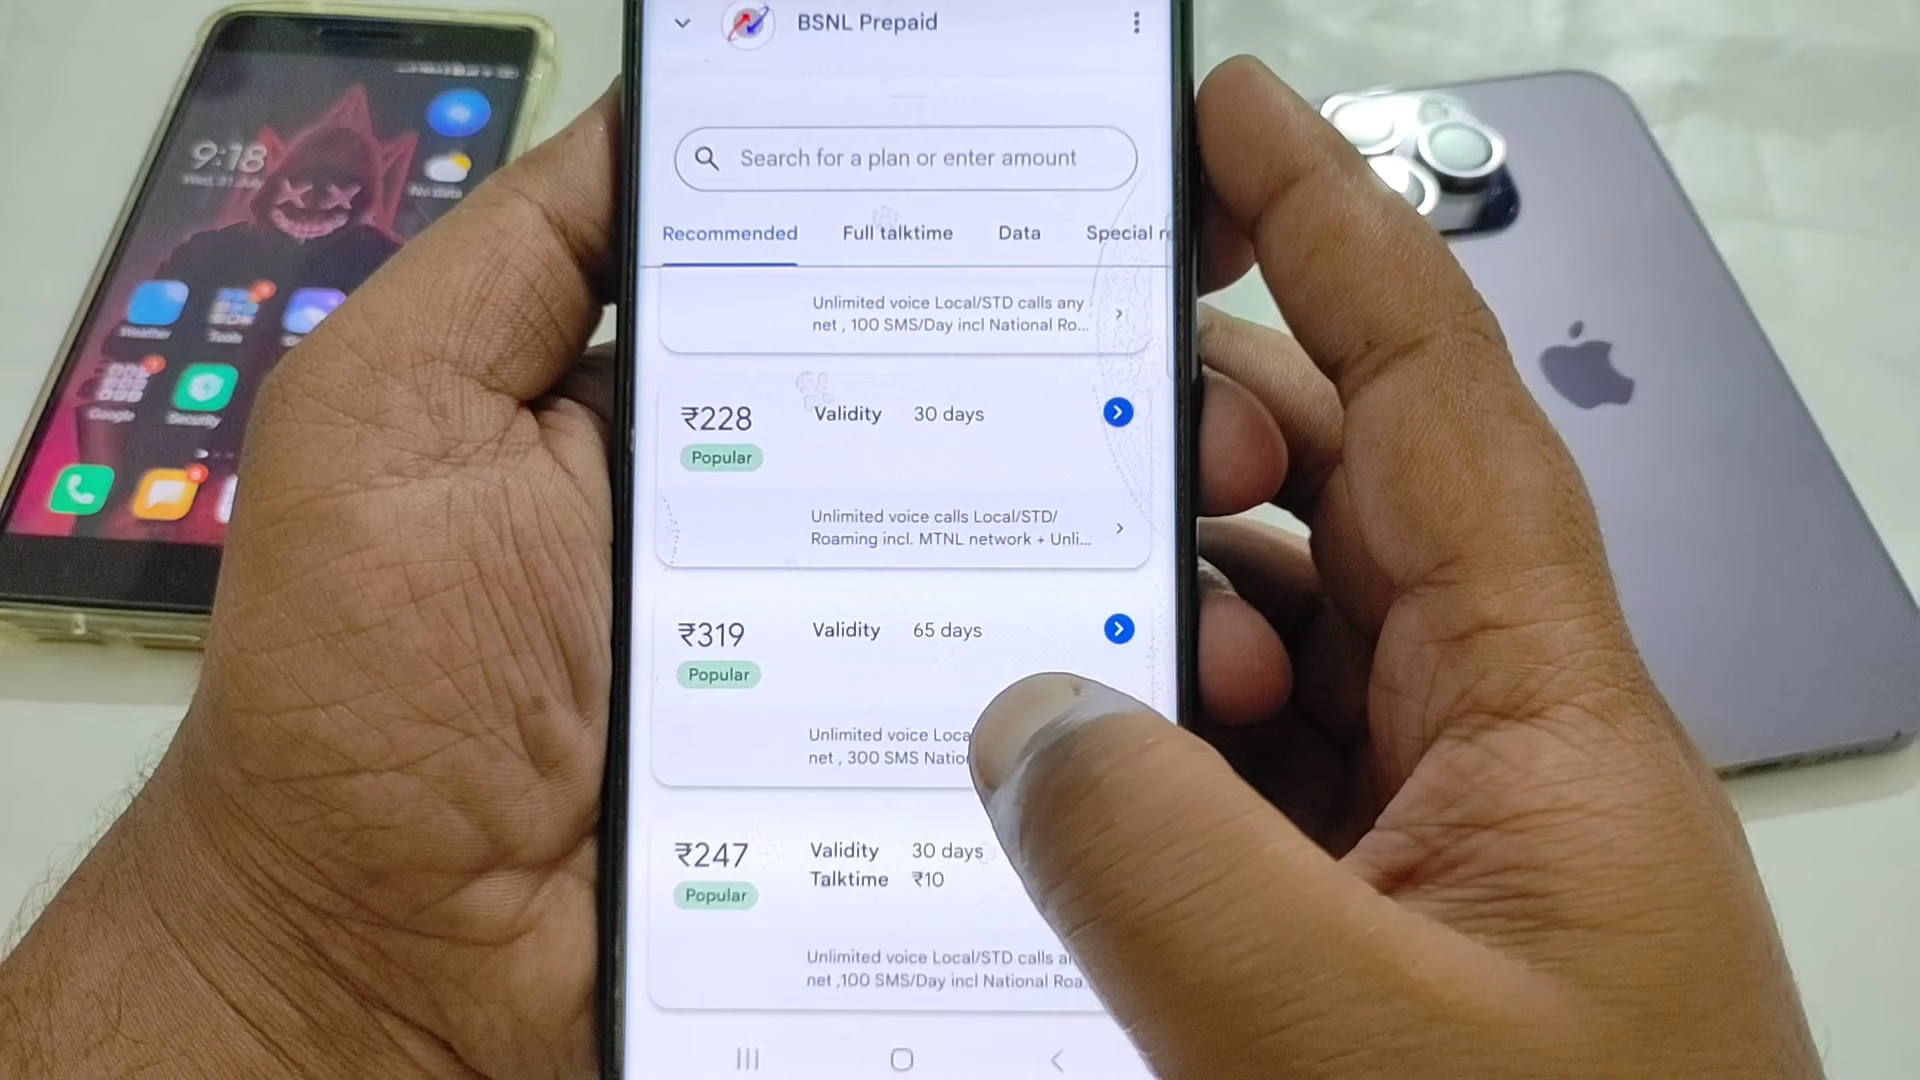 BSNL Prepaid
Search for a plan or enter amount
Recommended
Full talktime
Data
Special re
Unlimited voice Local/STD calls any
net , 100 SMS/Day incl National Ro...
₹228
Validity
30 days
Popular
Unlimited voice calls Local/STD/
Roaming incl. MTNL network + Unli...
₹319
Validity
65 days
Popular
Unlimited voice Loca
net , 300 SMS Natio
₹247
Validity
30 days
Talktime
₹10
Popular
Unlimited voice Local/STD calls a
net ,100 SMS/Day incl National Roa
9:18
Wed, 31 Jul
No data
Weather
Tools
Google
Security